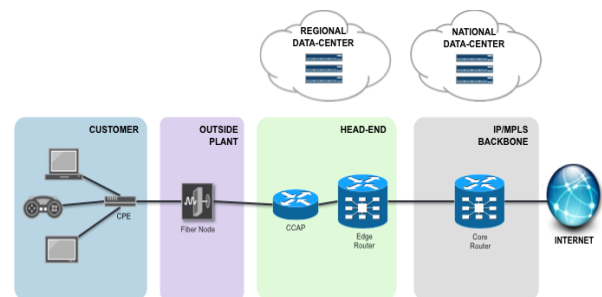 REGIONAL
DATA-CENTER
NATIONAL
DATA-CENTER
CUSTOMER
OUTSIDE
PLANT
HEAD-END
IP/MPLS
BACKBONE
CPE
Fiber Node
CCAP
Edge
Router
Core
Router
INTERNET